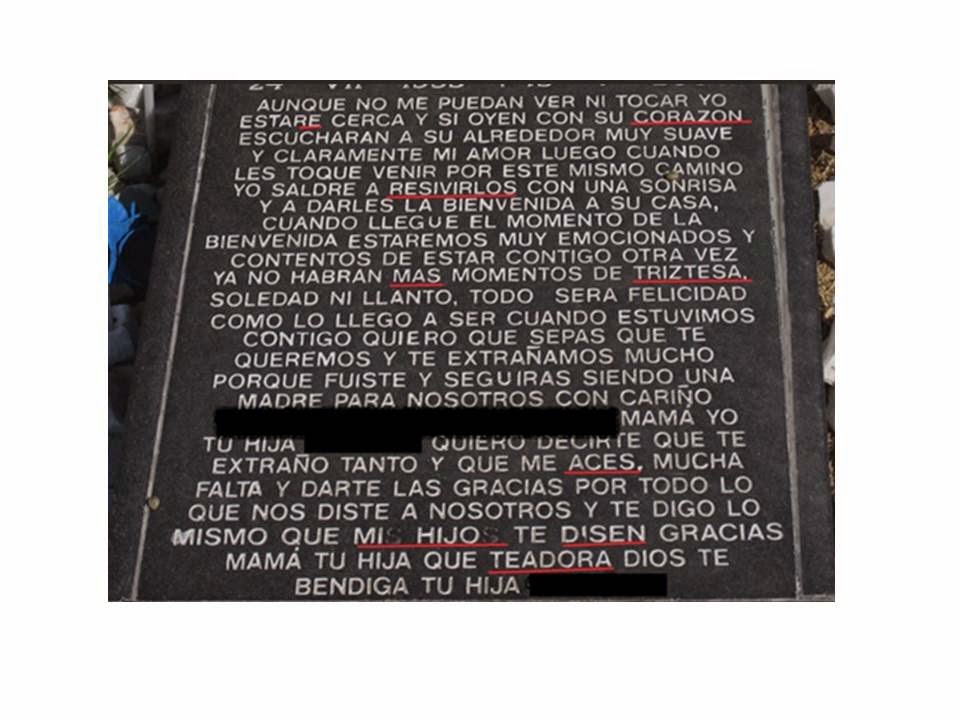 AUNQUE NO ME PUEDAN VER NI TOCAR YO
ESTARE CERCA Y SI OYEN CON SU CORAZON
ESCUCHARAN A SU ALREDEDOR MUY SUAVE
Y CLARAMENTE MI AMOR LUEGO CUANDO
LES TOQUE VENIR POR ESTE MISMO CAMINO
YO SALDRE A RESIVIRLOS CON UNA SONRISA
Y A DARLES LA BIENVENIDA A SU CASA,
CUANDO LLEGUE EL MOMENTO DE LA
BIENVENIDA ESTAREMOS MUY EMOCIONADOS Y
CONTENTOS DE ESTAR CONTIGO OTRA VEZ
YA NO HABRAN MAS MOMENTOS DE TRIZTESA,
SOLEDAD NI LLANTO, TODO SERA FELICIDAD
COMO LO LLEGO A SER CUANDO ESTUVIMOS
CONTIGO QUIERO QUE SEPAS QUE TE
QUEREMOS Y TE EXTRAÑAMOS MUCHO
PORQUE FUISTE Y SEGUIRAS SIENDO UNA
MADRE PARA NOSOTROS CON CARIÑO
MAMÁ YO
TU HIJA QUIERO DECIRTE QUE TE
EXTRAÑO TANTO Y QUE ME ACES, MUCHA
FALTA Y DARTE LAS GRACIAS POR TODO LO
QUE NOS DISTE A NOSOTROS Y TE DIGO LO
MISMO QUE MIS HIJOS TE DISEN GRACIAS
MAMÁ TU HIJA QUE TEADORA DIOS TE
BENDIGA TU HIJA